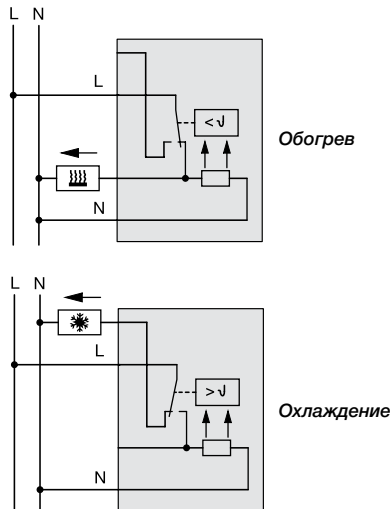 L N
L
< ϑ
Обогрев
N
L N
L
> ϑ
Охлаждение
N